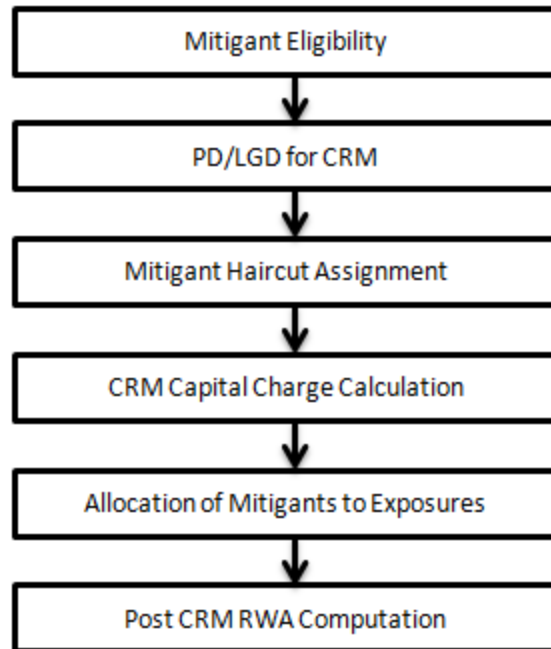 Mitigant Eligibility
PD/LGD for CRM
Mitigant Haircut Assignment
CRM Capital Charge Calculation
Allocation of Mitigants to Exposures
Post CRM RWA Computation